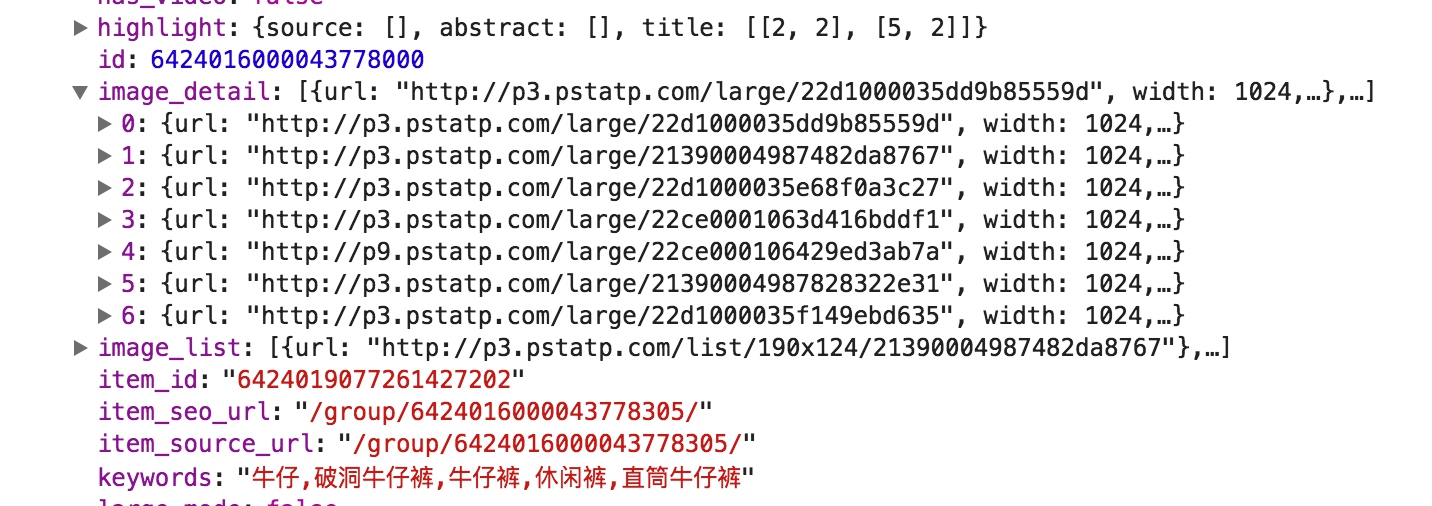 has_video: false
highlight: {source: [], abstract: [], title: [[2, 2], [5, 2]]}
id: 6424016000043778000
image_detail: [{url: "http://p3.pstatp.com/large/22d1000035dd9b85559d", width: 1024,…},…]
0: {url: "http://p3.pstatp.com/large/22d1000035dd9b85559d", width: 1024,…}
1: {url: "http://p3.pstatp.com/large/21390004987482da8767", width: 1024,…}
2: {url: "http://p3.pstatp.com/large/22d1000035e68f0a3c27", width: 1024,…}
3: {url: "http://p3.pstatp.com/large/22ce0001063d416bddf1", width: 1024,…}
4: {url: "http://p9.pstatp.com/large/22ce000106429ed3ab7a", width: 1024,…}
5: {url: "http://p3.pstatp.com/large/21390004987828322e31", width: 1024,…}
6: {url: "http://p3.pstatp.com/large/22d1000035f149ebd635", width: 1024,…}
image_list: [{url: "http://p3.pstatp.com/list/190x124/21390004987482da8767"},…]
item_id: "6424019077261427202"
item_seo_url: "/group/6424016000043778305/"
item_source_url: "/group/6424016000043778305/"
keywords: "牛仔,破洞牛仔裤,牛仔裤,休闲裤,直筒牛仔裤"
large_mode: false